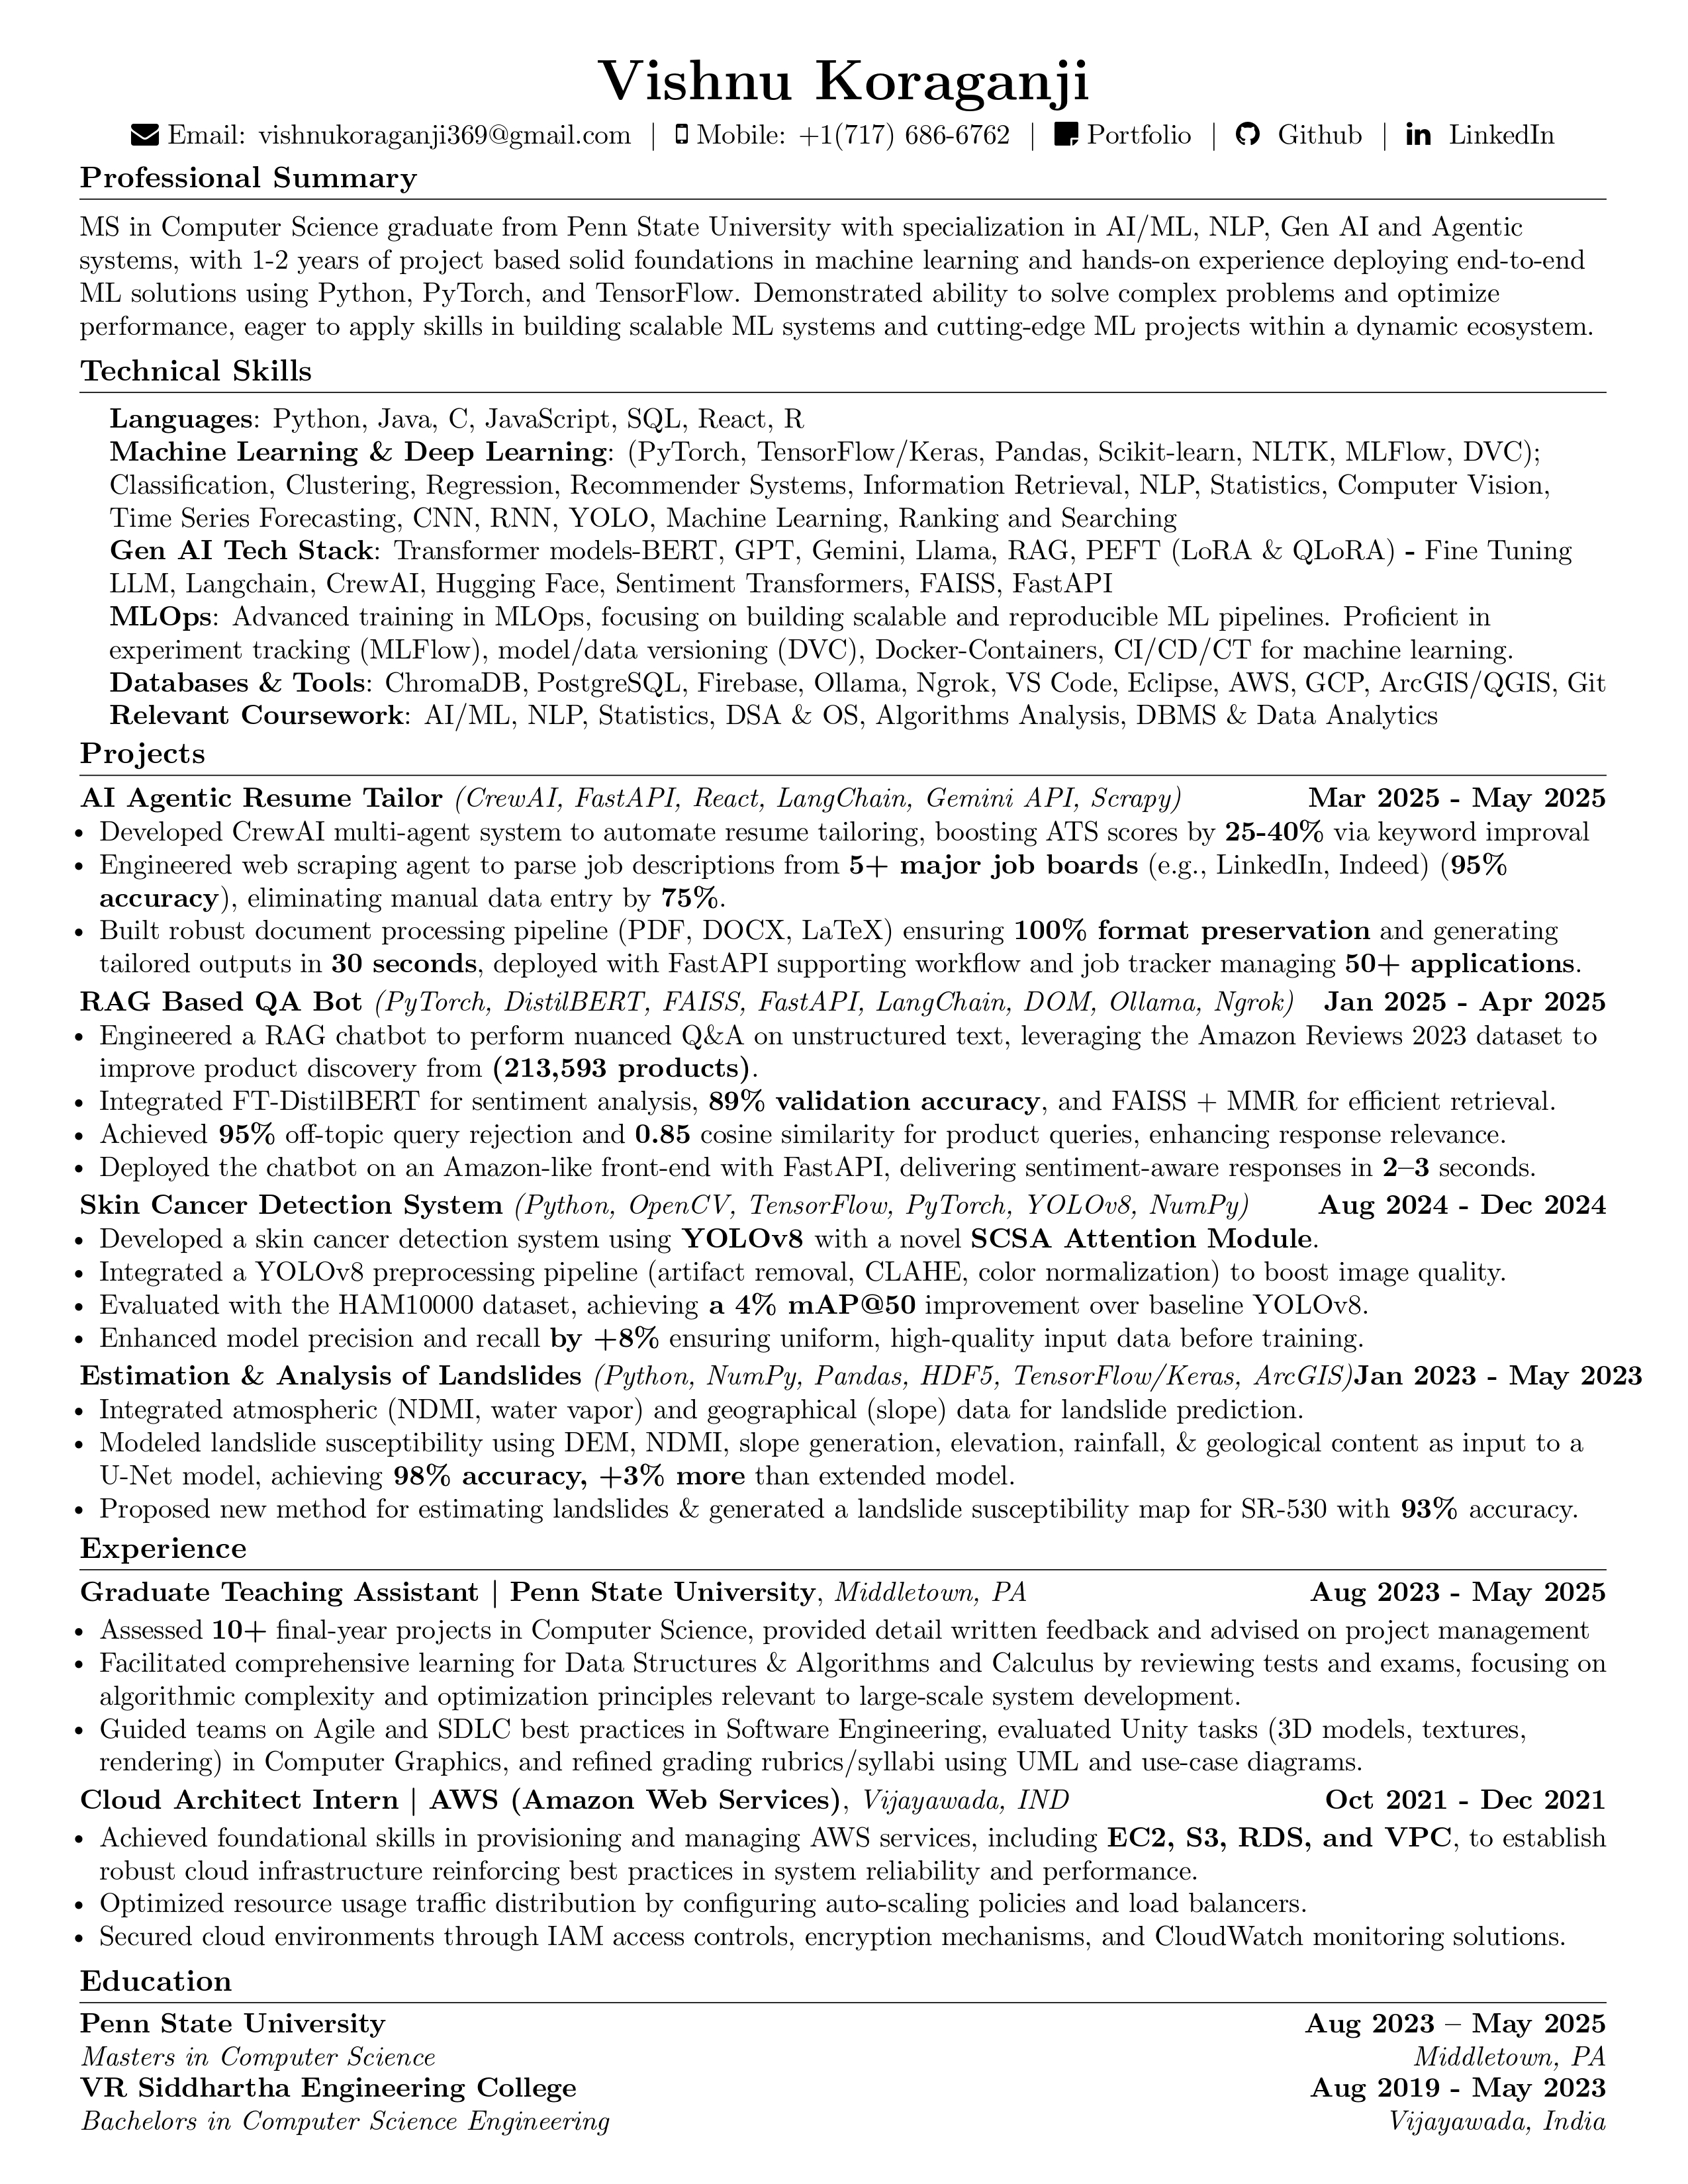 Vishnu Koraganji
Email: vishnukoraganji369@gmail.com | Mobile: +1(717) 686-6762 | Portfolio | Github | LinkedIn
Professional Summary
MS in Computer Science graduate from Penn State University with specialization in AI/ML, NLP, Gen AI and Agentic
systems, with 1-2 years of project based solid foundations in machine learning and hands-on experience deploying end-to-end
ML solutions using Python, PyTorch, and TensorFlow. Demonstrated ability to solve complex problems and optimize
performance, eager to apply skills in building scalable ML systems and cutting-edge ML projects within a dynamic ecosystem.
Technical Skills
Languages: Python, Java, C, JavaScript, SQL, React, R
Machine Learning & Deep Learning: (PyTorch, TensorFlow/Keras, Pandas, Scikit-learn, NLTK, MLFlow, DVC);
Classification, Clustering, Regression, Recommender Systems, Information Retrieval, NLP, Statistics, Computer Vision,
Time Series Forecasting, CNN, RNN, YOLO, Machine Learning, Ranking and Searching
Gen AI Tech Stack: Transformer models-BERT, GPT, Gemini, Llama, RAG, PEFT (LoRA & QLoRA) - Fine Tuning
LLM, Langchain, CrewAI, Hugging Face, Sentiment Transformers, FAISS, FastAPI
MLOps: Advanced training in MLOps, focusing on building scalable and reproducible ML pipelines. Proficient in
experiment tracking (MLFlow), model/data versioning (DVC), Docker-Containers, CI/CD/CT for machine learning.
Databases & Tools: ChromaDB, PostgreSQL, Firebase, Ollama, Ngrok, VS Code, Eclipse, AWS, GCP, ArcGIS/QGIS, Git
Relevant Coursework: AI/ML, NLP, Statistics, DSA & OS, Algorithms Analysis, DBMS & Data Analytics
Projects
AI Agentic Resume Tailor (CrewAI, FastAPI, React, LangChain, Gemini API, Scrapy) Mar 2025 - May 2025
• Developed CrewAI multi-agent system to automate resume tailoring, boosting ATS scores by 25-40% via keyword improval
• Engineered web scraping agent to parse job descriptions from 5+ major job boards (e.g., LinkedIn, Indeed) (95%
accuracy), eliminating manual data entry by 75%.
• Built robust document processing pipeline (PDF, DOCX, LaTeX) ensuring 100% format preservation and generating
tailored outputs in 30 seconds, deployed with FastAPI supporting workflow and job tracker managing 50+ applications.
RAG Based QA Bot (PyTorch, DistilBERT, FAISS, FastAPI, LangChain, DOM, Ollama, Ngrok) Jan 2025 - Apr 2025
• Engineered a RAG chatbot to perform nuanced Q&A on unstructured text, leveraging the Amazon Reviews 2023 dataset to
improve product discovery from (213,593 products).
• Integrated FT-DistilBERT for sentiment analysis, 89% validation accuracy, and FAISS + MMR for efficient retrieval.
• Achieved 95% off-topic query rejection and 0.85 cosine similarity for product queries, enhancing response relevance.
• Deployed the chatbot on an Amazon-like front-end with FastAPI, delivering sentiment-aware responses in 2–3 seconds.
Skin Cancer Detection System (Python, OpenCV, TensorFlow, PyTorch, YOLOv8, NumPy) Aug 2024 - Dec 2024
• Developed a skin cancer detection system using YOLOv8 with a novel SCSA Attention Module.
• Integrated a YOLOv8 preprocessing pipeline (artifact removal, CLAHE, color normalization) to boost image quality.
• Evaluated with the HAM10000 dataset, achieving a 4% mAP@50 improvement over baseline YOLOv8.
• Enhanced model precision and recall by +8% ensuring uniform, high-quality input data before training.
Estimation & Analysis of Landslides (Python, NumPy, Pandas, HDF5, TensorFlow/Keras, ArcGIS)Jan 2023 - May 2023
• Integrated atmospheric (NDMI, water vapor) and geographical (slope) data for landslide prediction.
• Modeled landslide susceptibility using DEM, NDMI, slope generation, elevation, rainfall, & geological content as input to a
U-Net model, achieving 98% accuracy, +3% more than extended model.
• Proposed new method for estimating landslides & generated a landslide susceptibility map for SR-530 with 93% accuracy.
Experience
Graduate Teaching Assistant | Penn State University, Middletown, PA Aug 2023 - May 2025
• Assessed 10+ final-year projects in Computer Science, provided detail written feedback and advised on project management
• Facilitated comprehensive learning for Data Structures & Algorithms and Calculus by reviewing tests and exams, focusing on
algorithmic complexity and optimization principles relevant to large-scale system development.
• Guided teams on Agile and SDLC best practices in Software Engineering, evaluated Unity tasks (3D models, textures,
rendering) in Computer Graphics, and refined grading rubrics/syllabi using UML and use-case diagrams.
Cloud Architect Intern | AWS (Amazon Web Services), Vijayawada, IND Oct 2021 - Dec 2021
• Achieved foundational skills in provisioning and managing AWS services, including EC2, S3, RDS, and VPC, to establish
robust cloud infrastructure reinforcing best practices in system reliability and performance.
• Optimized resource usage traffic distribution by configuring auto-scaling policies and load balancers.
• Secured cloud environments through IAM access controls, encryption mechanisms, and CloudWatch monitoring solutions.
Education
Penn State University Aug 2023 – May 2025
Masters in Computer Science Middletown, PA
VR Siddhartha Engineering College Aug 2019 - May 2023
Bachelors in Computer Science Engineering Vijayawada, India